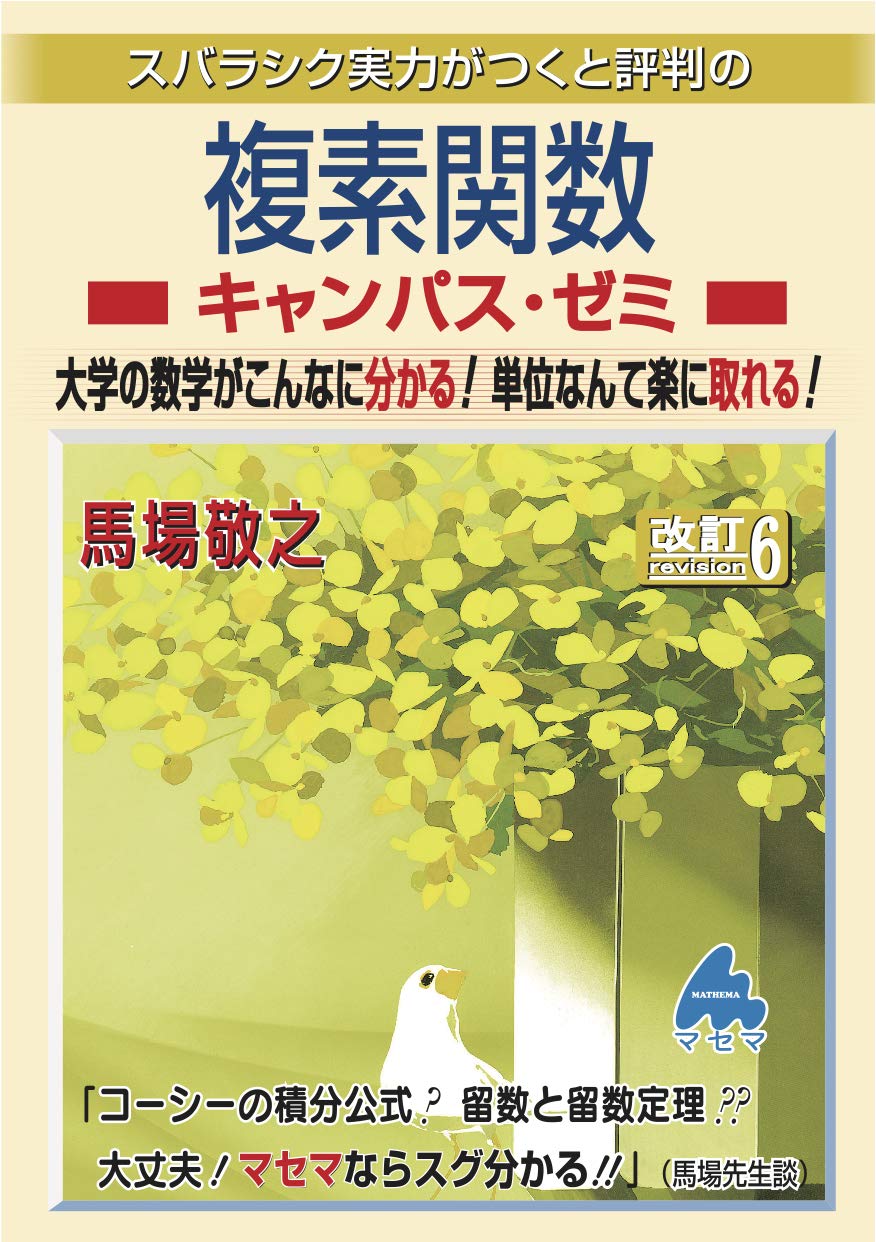 スバラシク実力がつくと評判の
複素関数
キャンパス・ゼミ
大学の数学がこんなに分かる！単位なんて楽に取れる！
馬場敬之
改訂
revision
6
MATHEMA
マセマ
「コーシーの積分公式？ 留数と留数定理？？
大丈夫！マセマならスグ分かる！！」（馬場先生談）